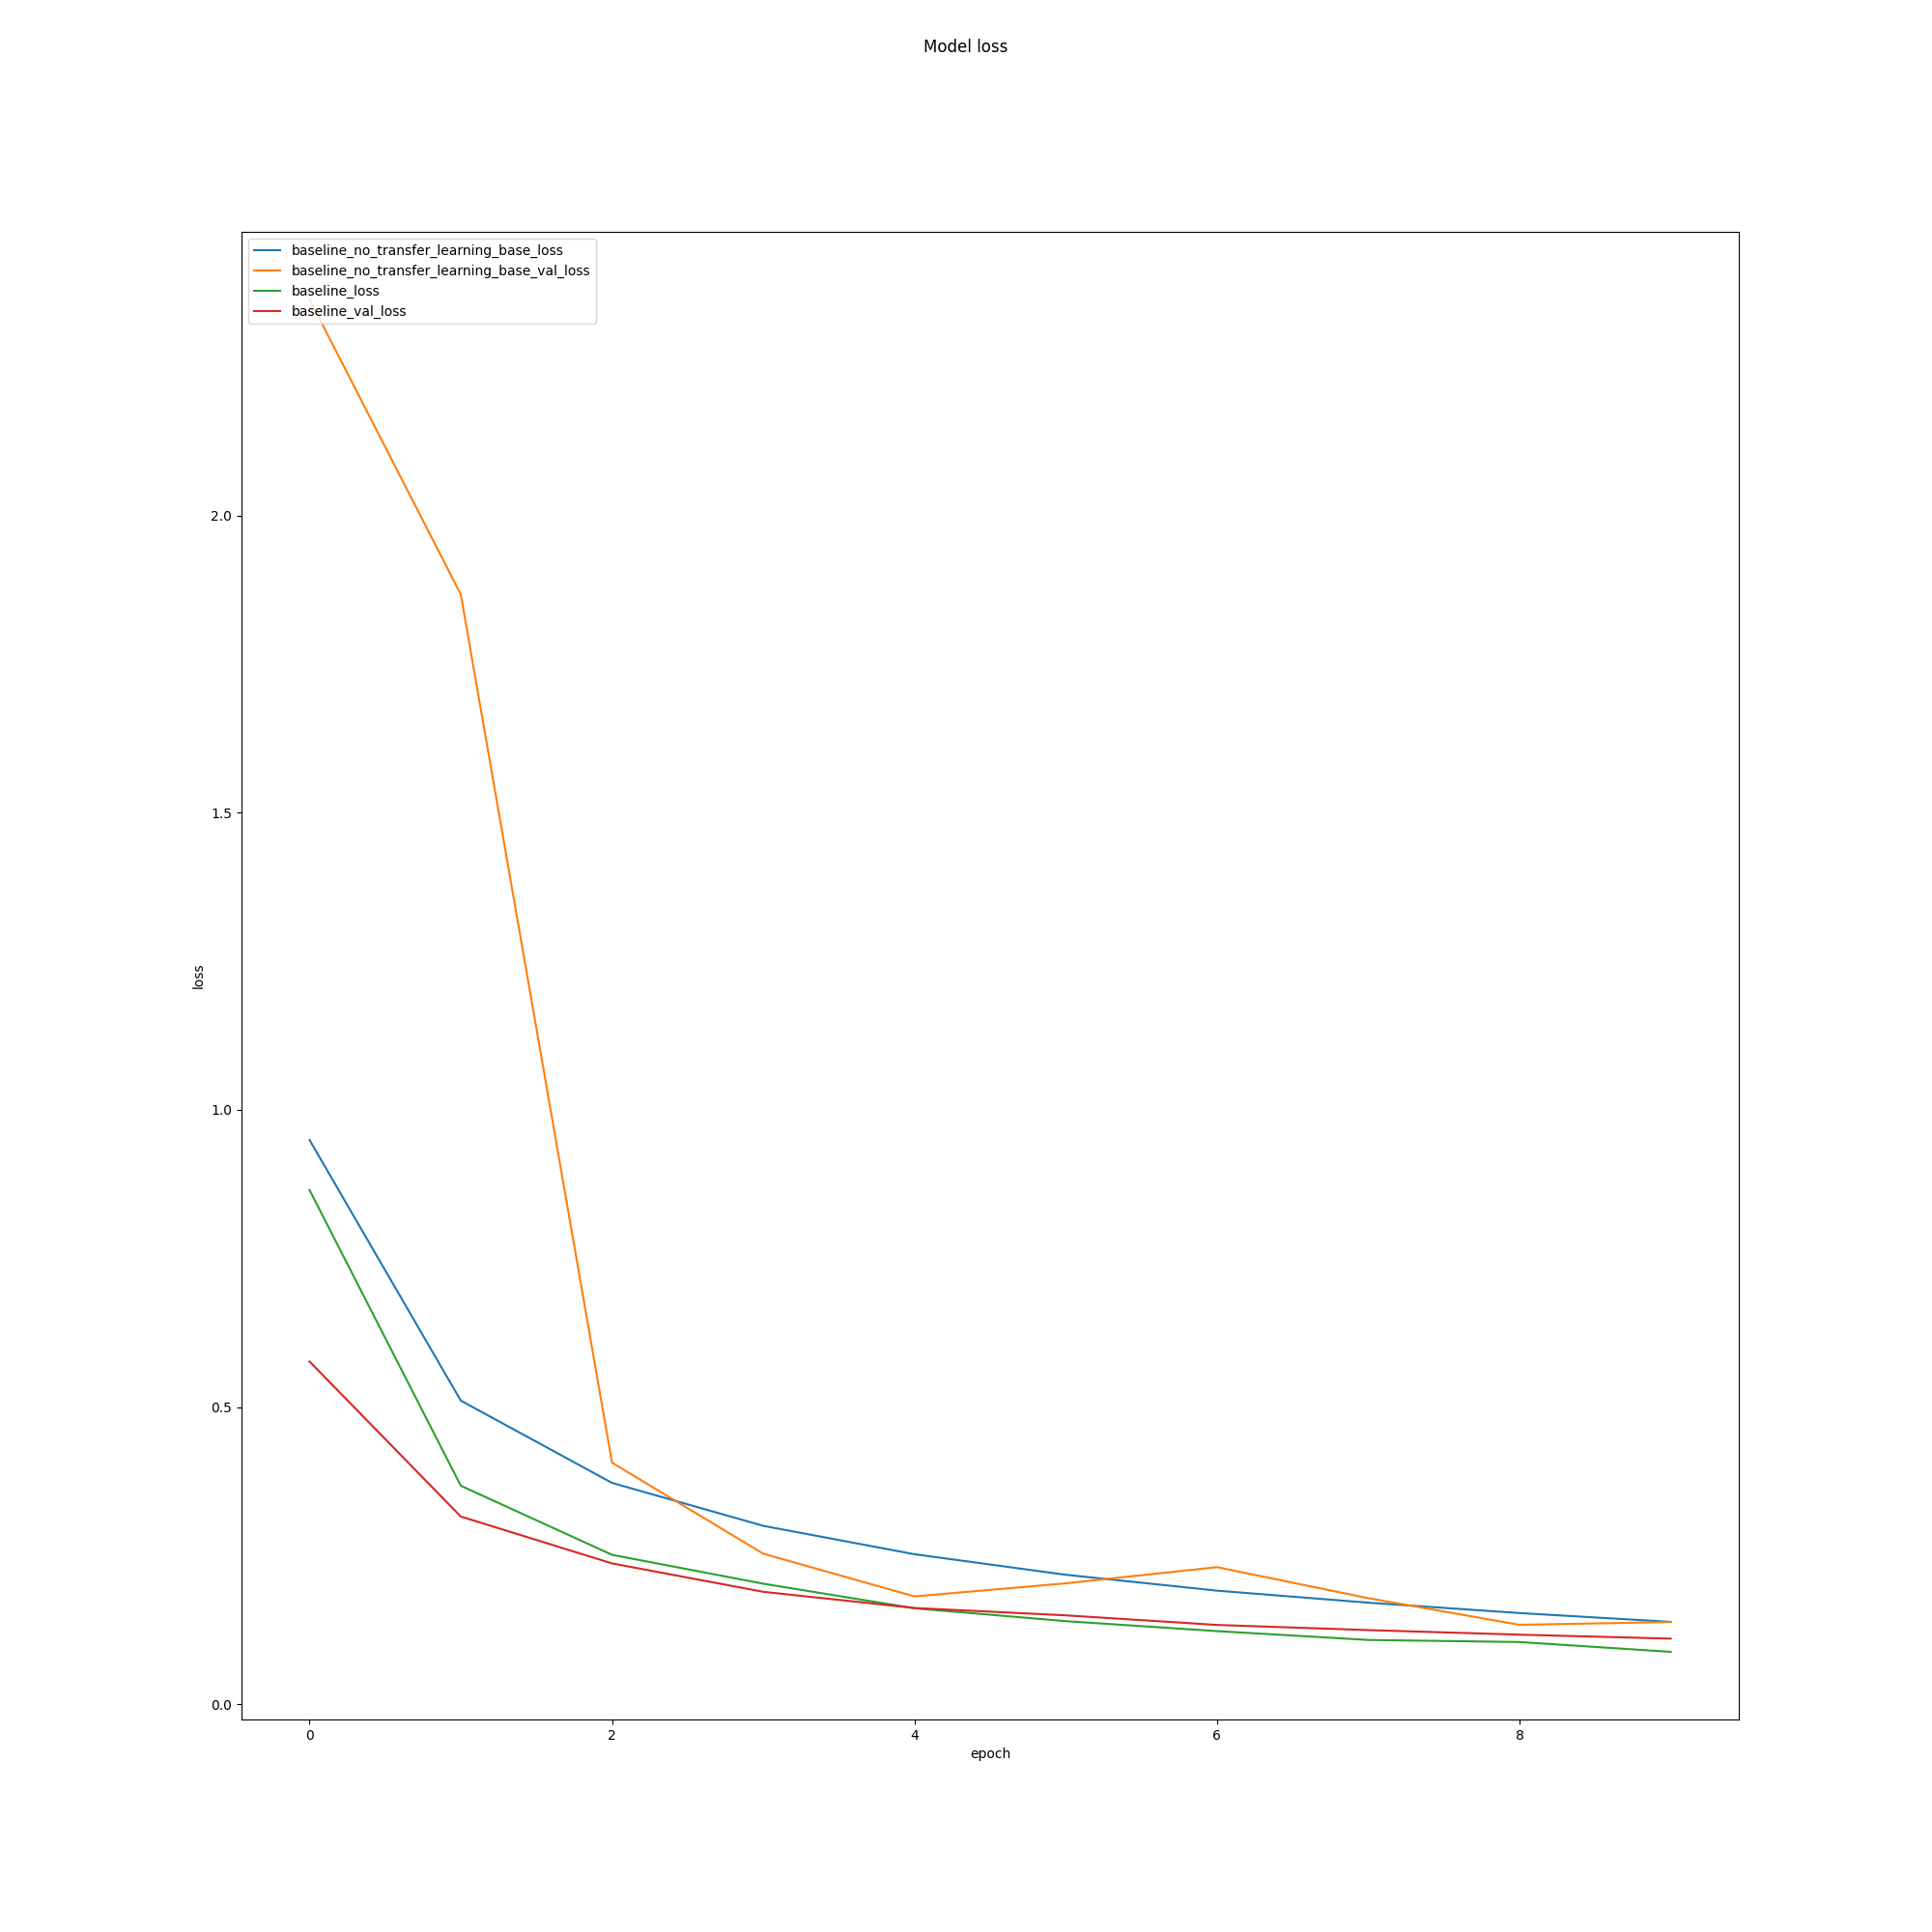 Model loss
baseline_no_transfer_learning_base_loss
baseline_no_transfer_learning_base_val_loss
baseline_loss
baseline_val_loss
2.0
1.5
1.0
0.5
0.0
loss
0 2 4 6 8
epoch